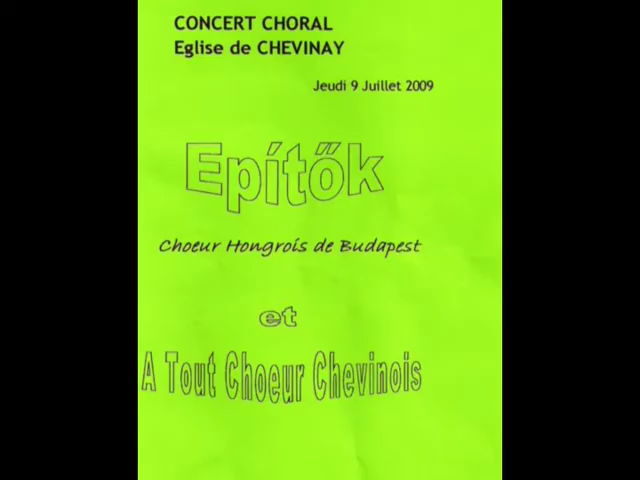 CONCERT CHORAL
Eglise de CHEVINAY
Jeudi 9 Juillet 2009
Epítők
Choeur Hongrois de Budapest
et
A Tout Choeur Chevinois